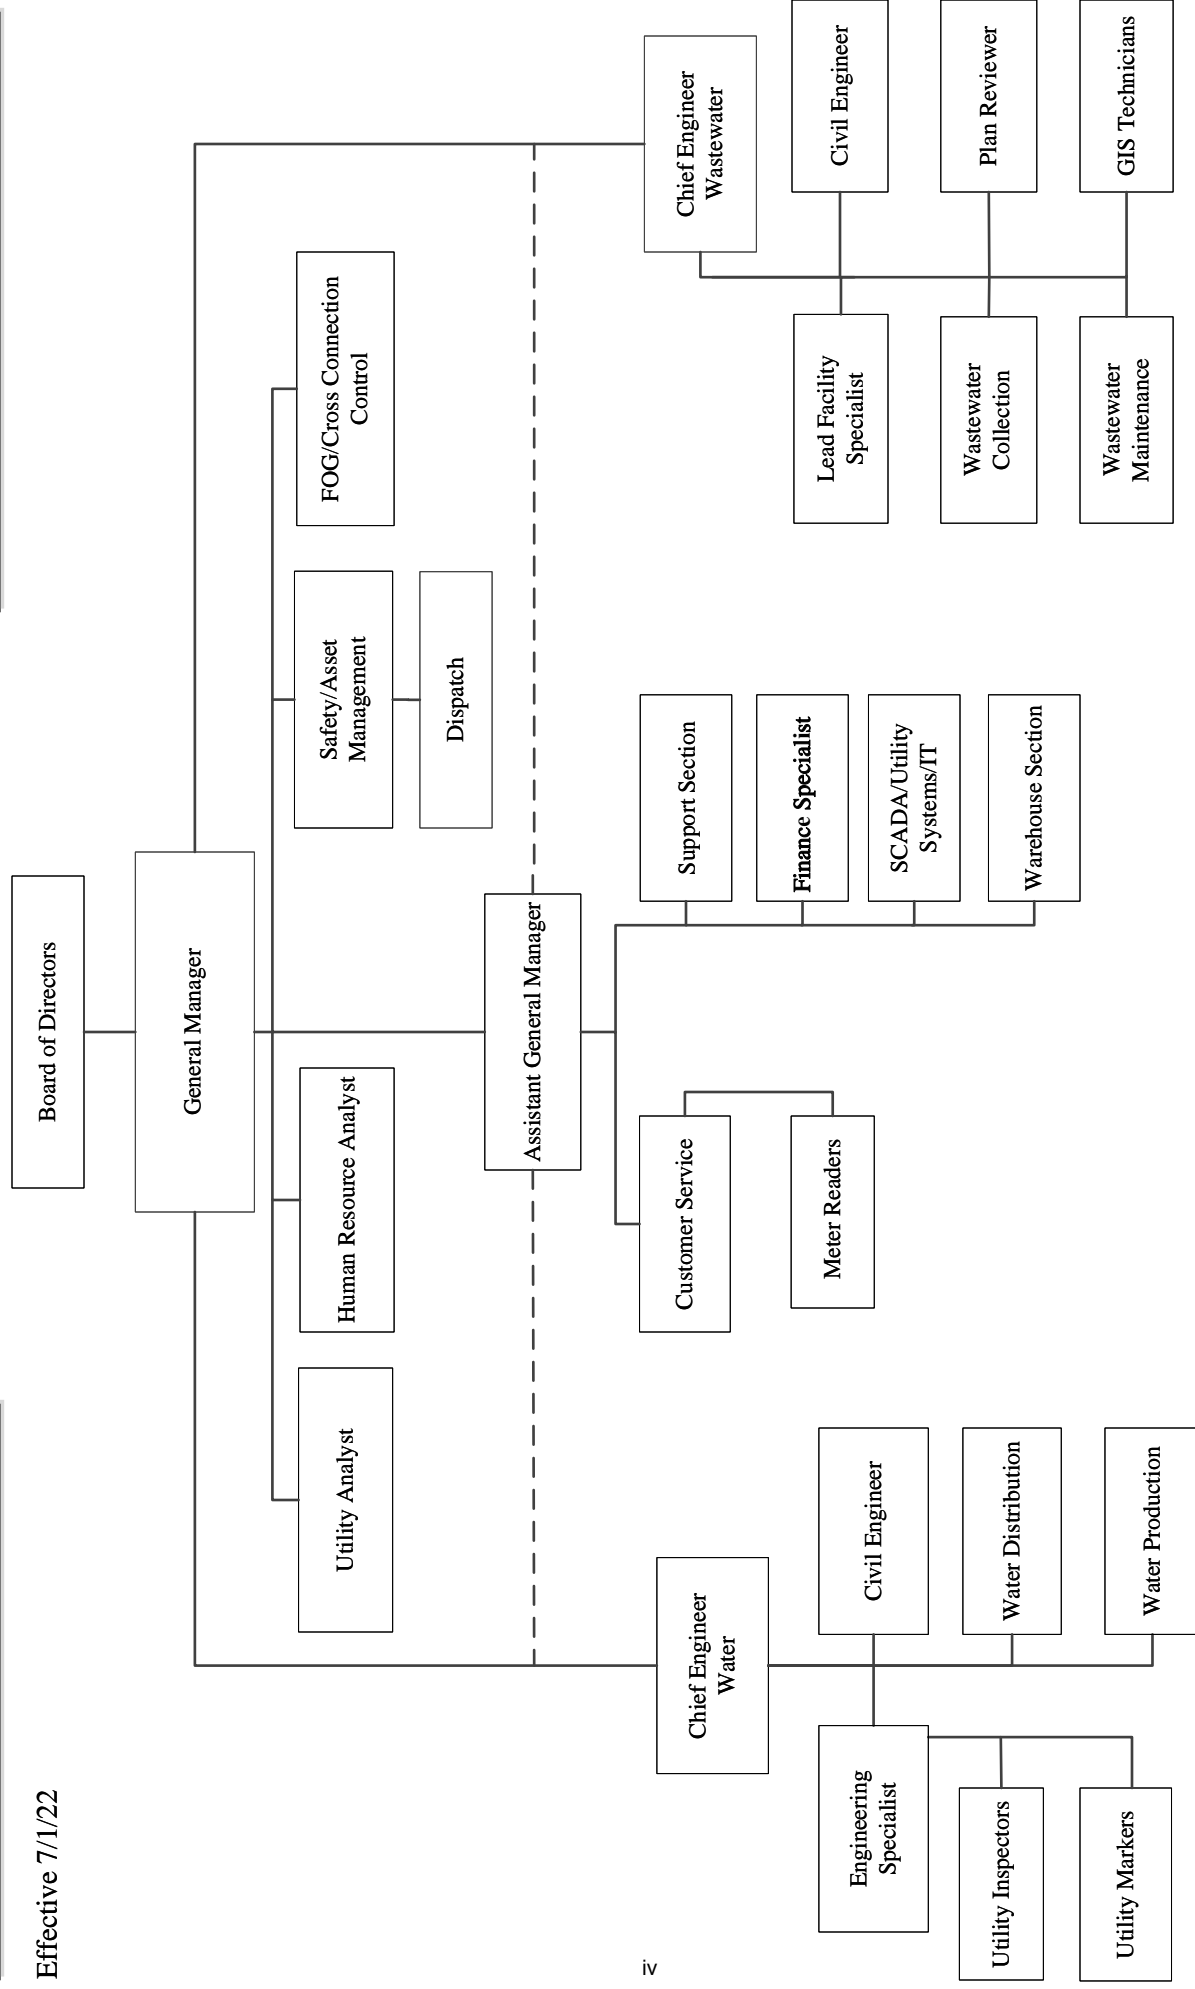 Effective 7/1/22
Board of Directors
General Manager
Utility Analyst
Human Resource Analyst
Safety/Asset
Management
FOG/Cross Connection
Control
Dispatch
Assistant General Manager
Chief Engineer
Water
Customer Service
Support Section
Chief Engineer
Wastewater
Meter Readers
Finance Specialist
SCADA/Utility
Systems/IT
Warehouse Section
Engineering
Specialist
Civil Engineer
Utility Inspectors
Water Distribution
Utility Markers
Water Production
Lead Facility
Specialist
Civil Engineer
Wastewater
Collection
Plan Reviewer
Wastewater
Maintenance
GIS Technicians
iv